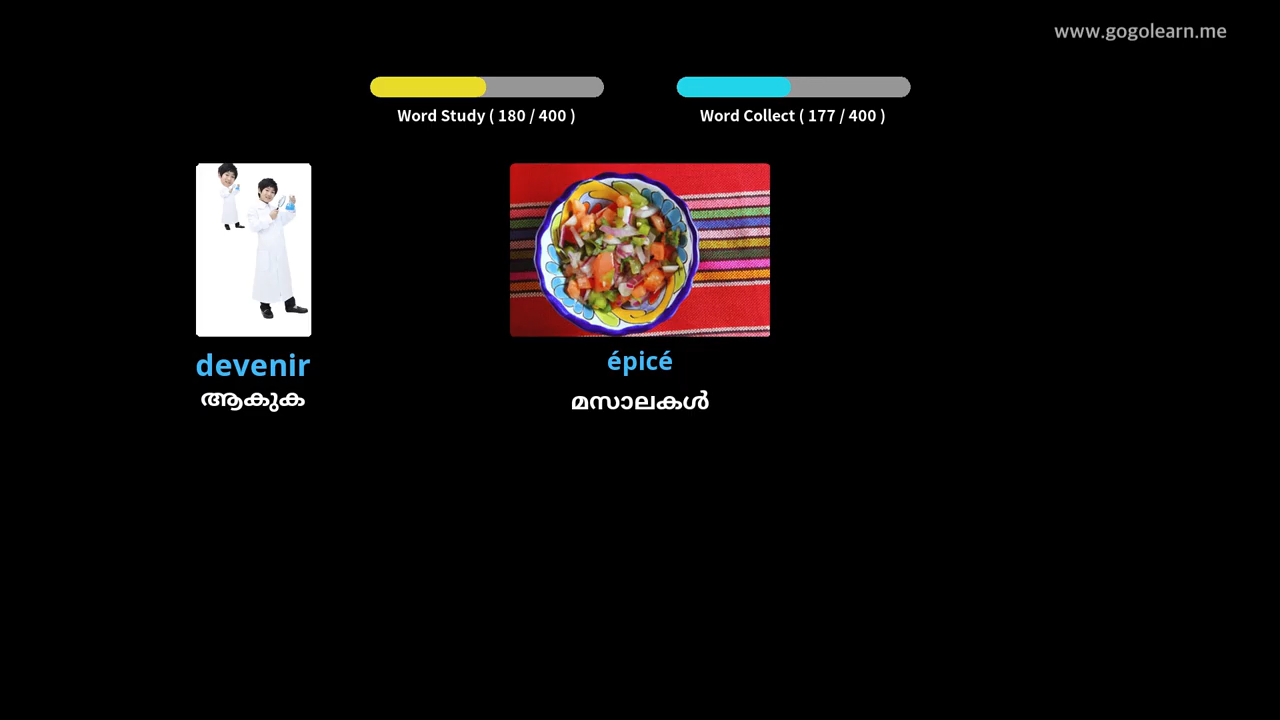 www.gogolearn.me
Word Study ( 180 / 400 )
Word Collect ( 177 / 400 )
devenir
ആകുക
épicé
മസാലകൾ